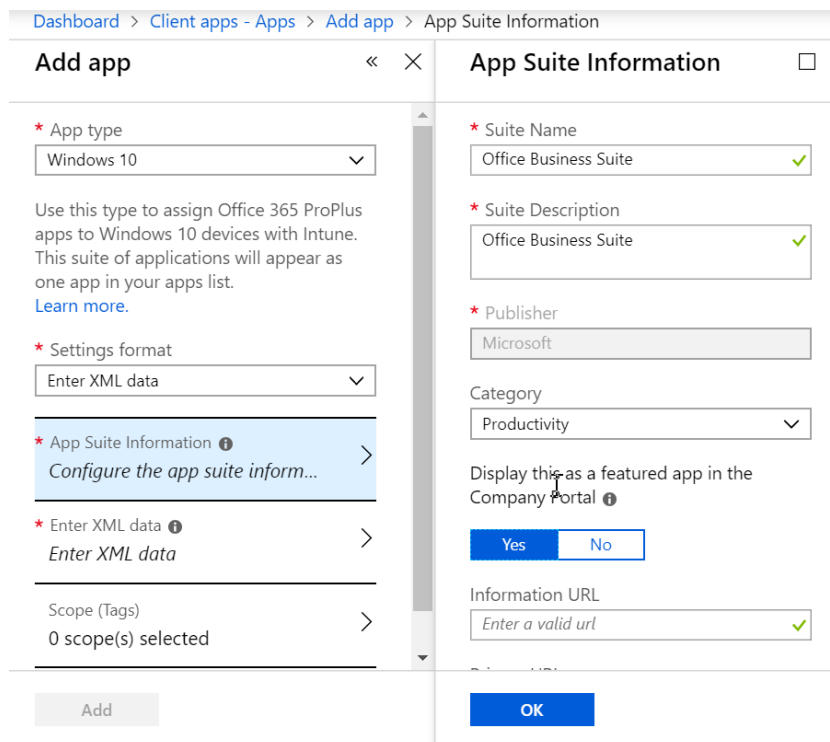 Dashboard > Client apps - Apps > Add app > App Suite Information
Add app
* App type
Windows 10
Use this type to assign Office 365 ProPlus
apps to Windows 10 devices with Intune.
This suite of applications will appear as
one app in your apps list.
Learn more.
* Settings format
Enter XML data
* App Suite Information
Configure the app suite inform...
* Enter XML data
Enter XML data
Scope (Tags)
0 scope(s) selected
Add
App Suite Information
* Suite Name
Office Business Suite
* Suite Description
Office Business Suite
* Publisher
Microsoft
Category
Productivity
Display this as a featured app in the
Company Portal
Yes
No
Information URL
Enter a valid url
OK